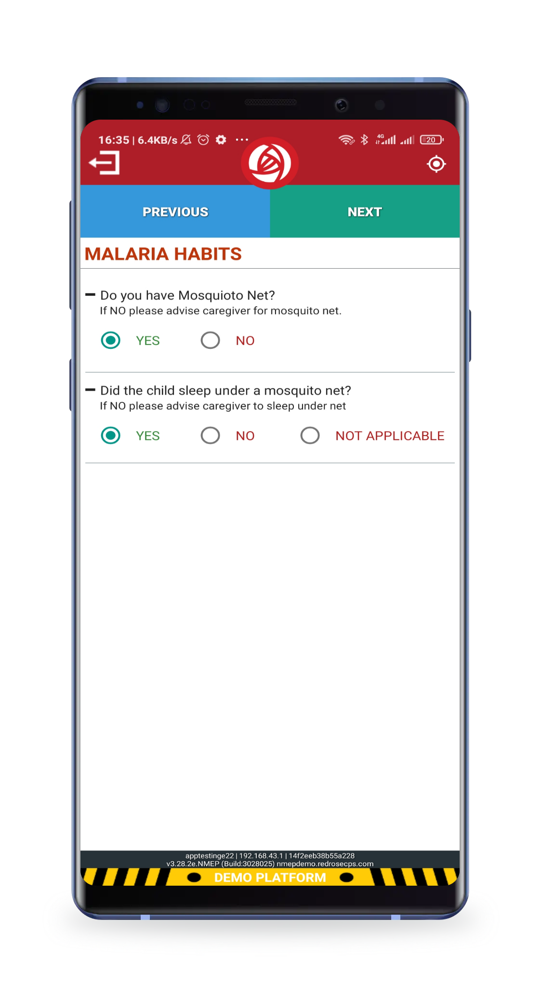 16:35 | 6.4KB/s ... 4G 20
PREVIOUS NEXT
MALARIA HABITS
Do you have Mosquioto Net?
If NO please advise caregiver for mosquito net.
YES NO
Did the child sleep under a mosquito net?
If NO please advise caregiver to sleep under net
YES NO NOT APPLICABLE
apptestinge22 | 192.168.43.1 | 14f2eeb38b55a228
v3.28.2e.NMEP (Build:3028025) nmepdemo.redrosecps.com
DEMO PLATFORM